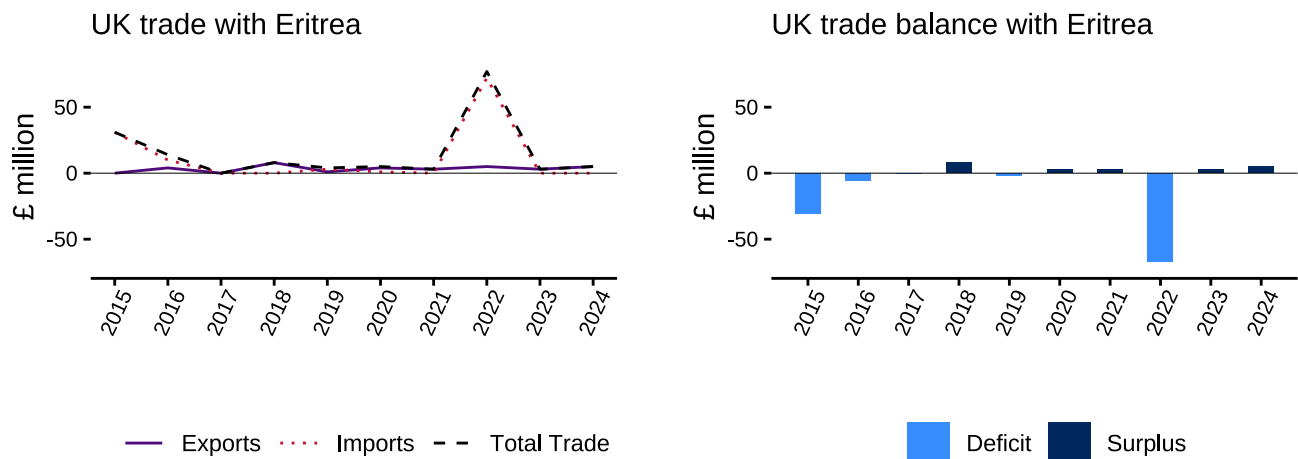 UK trade with Eritrea
£ million
50
0
-50
2015 2016 2017 2018 2019 2020 2021 2022 2023 2024
Exports Imports Total Trade
UK trade balance with Eritrea
£ million
50
0
-50
2015 2016 2017 2018 2019 2020 2021 2022 2023 2024
Deficit Surplus